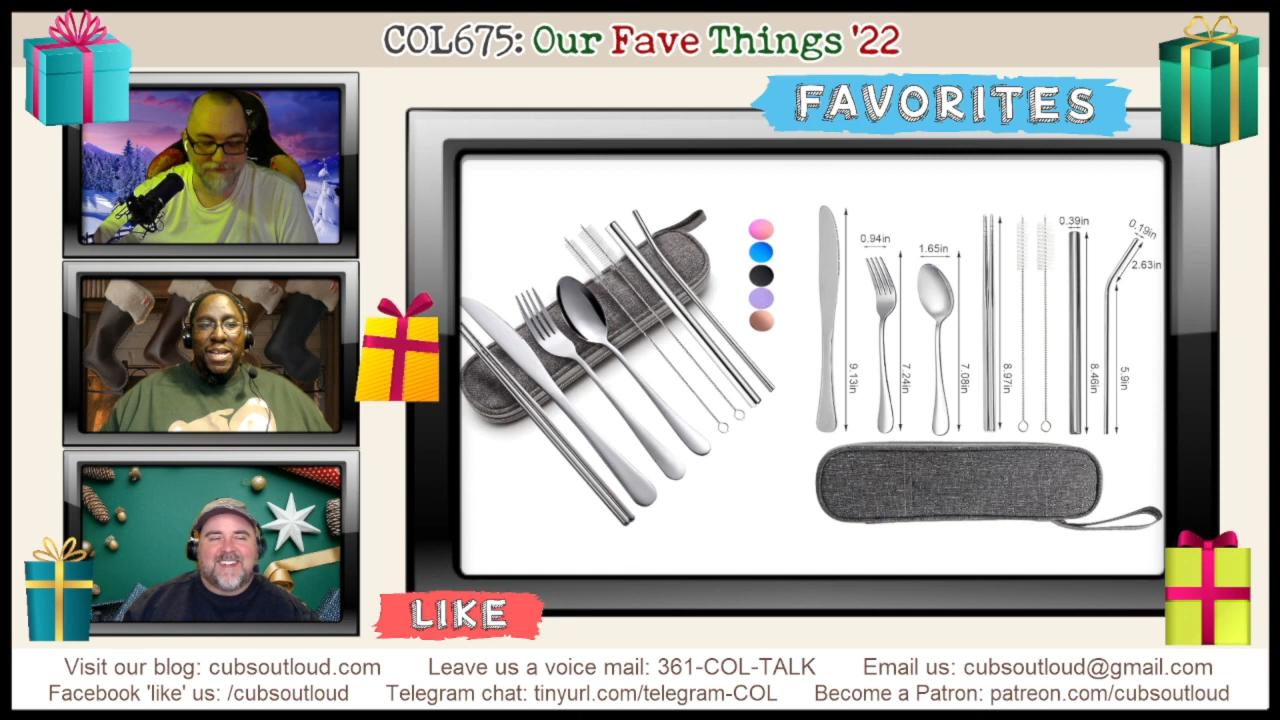 COL675: Our Fave Things '22
FAVORITES
0.94in
1.65in
0.39in
0.19in
2.63in
9.13in
7.24in
7.08in
8.97in
8.46in
5.9in
LIKE
Visit our blog: cubsoutloud.com Leave us a voice mail: 361-COL-TALK Email us: cubsoutloud@gmail.com
Facebook 'like' us: /cubsoutloud Telegram chat: tinyurl.com/telegram-COL Become a Patron: patreon.com/cubsoutloud